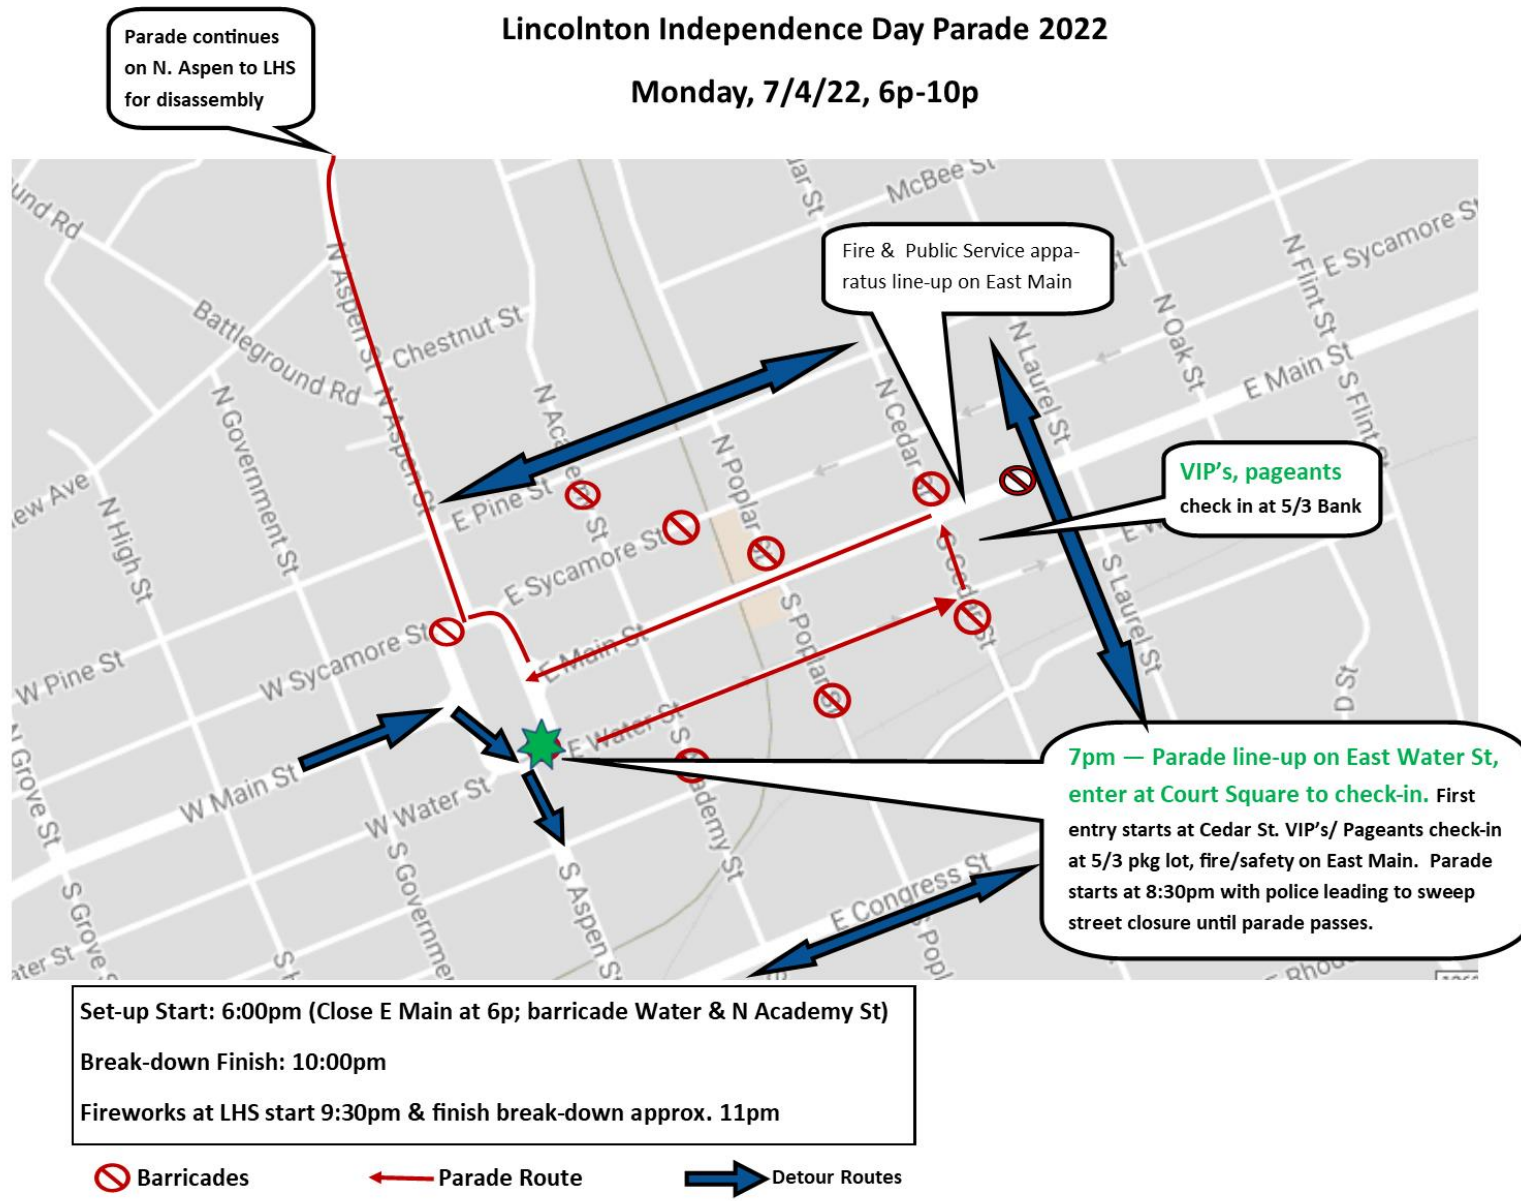 Lincolnton Independence Day Parade 2022
Monday, 7/4/22, 6p-10p
Parade continues
on N. Aspen to LHS
for disassembly
Fire & Public Service appa-
ratus line-up on East Main
VIP's, pageants
check in at 5/3 Bank
7pm — Parade line-up on East Water St,
enter at Court Square to check-in. First
entry starts at Cedar St. VIP's/ Pageants check-in
at 5/3 pkg lot, fire/safety on East Main. Parade
starts at 8:30pm with police leading to sweep
street closure until parade passes.
McBee St
E Sycamore St
N Flint St
N Oak St
N Laurel St
E Main St
S Flint
N Aspen St
Battleground Rd
Chestnut St
N Cedar
N Government St
N Aspen St
N Poplar St
E Pine St
N High St
E Sycamore St
S Cedar St
S Laurel St
S Poplar St
W Pine St
W Sycamore St
E Main St
E Water St
N Grove St
W Main St
W Water St
S Academy St
S Grove St
S Aspen St
E Congress St
Set-up Start: 6:00pm (Close E Main at 6p; barricade Water & N Academy St)
Break-down Finish: 10:00pm
Fireworks at LHS start 9:30pm & finish break-down approx. 11pm
Barricades
Parade Route
Detour Routes